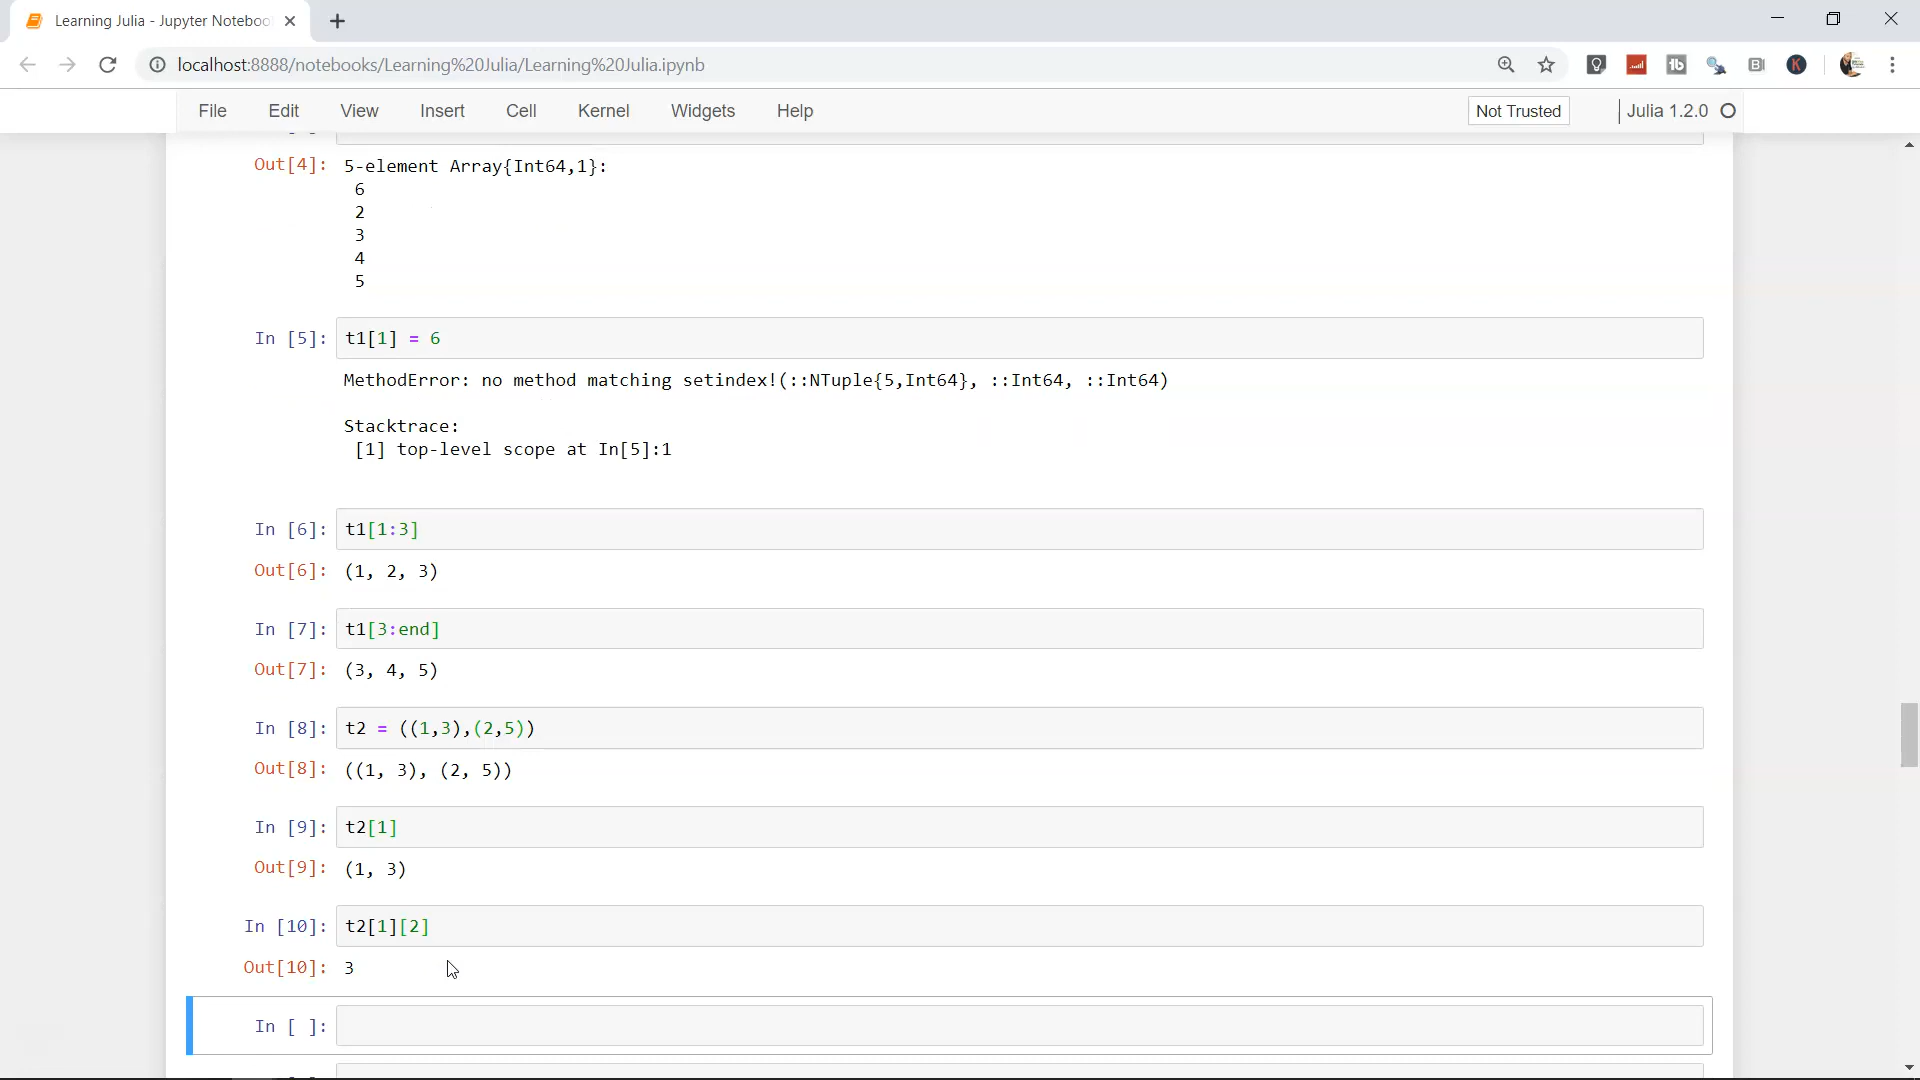 Learning Julia - Jupyter Noteboo
localhost:8888/notebooks/Learning%20Julia/Learning%20Julia.ipynb
File Edit View Insert Cell Kernel Widgets Help Not Trusted Julia 1.2.0
Out[4]: 5-element Array{Int64,1}:
6
2
3
4
5
In [5]: t1[1] = 6
MethodError: no method matching setindex!(::NTuple{5,Int64}, ::Int64, ::Int64)
Stacktrace:
[1] top-level scope at In[5]:1
In [6]: t1[1:3]
Out[6]: (1, 2, 3)
In [7]: t1[3:end]
Out[7]: (3, 4, 5)
In [8]: t2 = ((1,3),(2,5))
Out[8]: ((1, 3), (2, 5))
In [9]: t2[1]
Out[9]: (1, 3)
In [10]: t2[1][2]
Out[10]: 3
In [ ]: